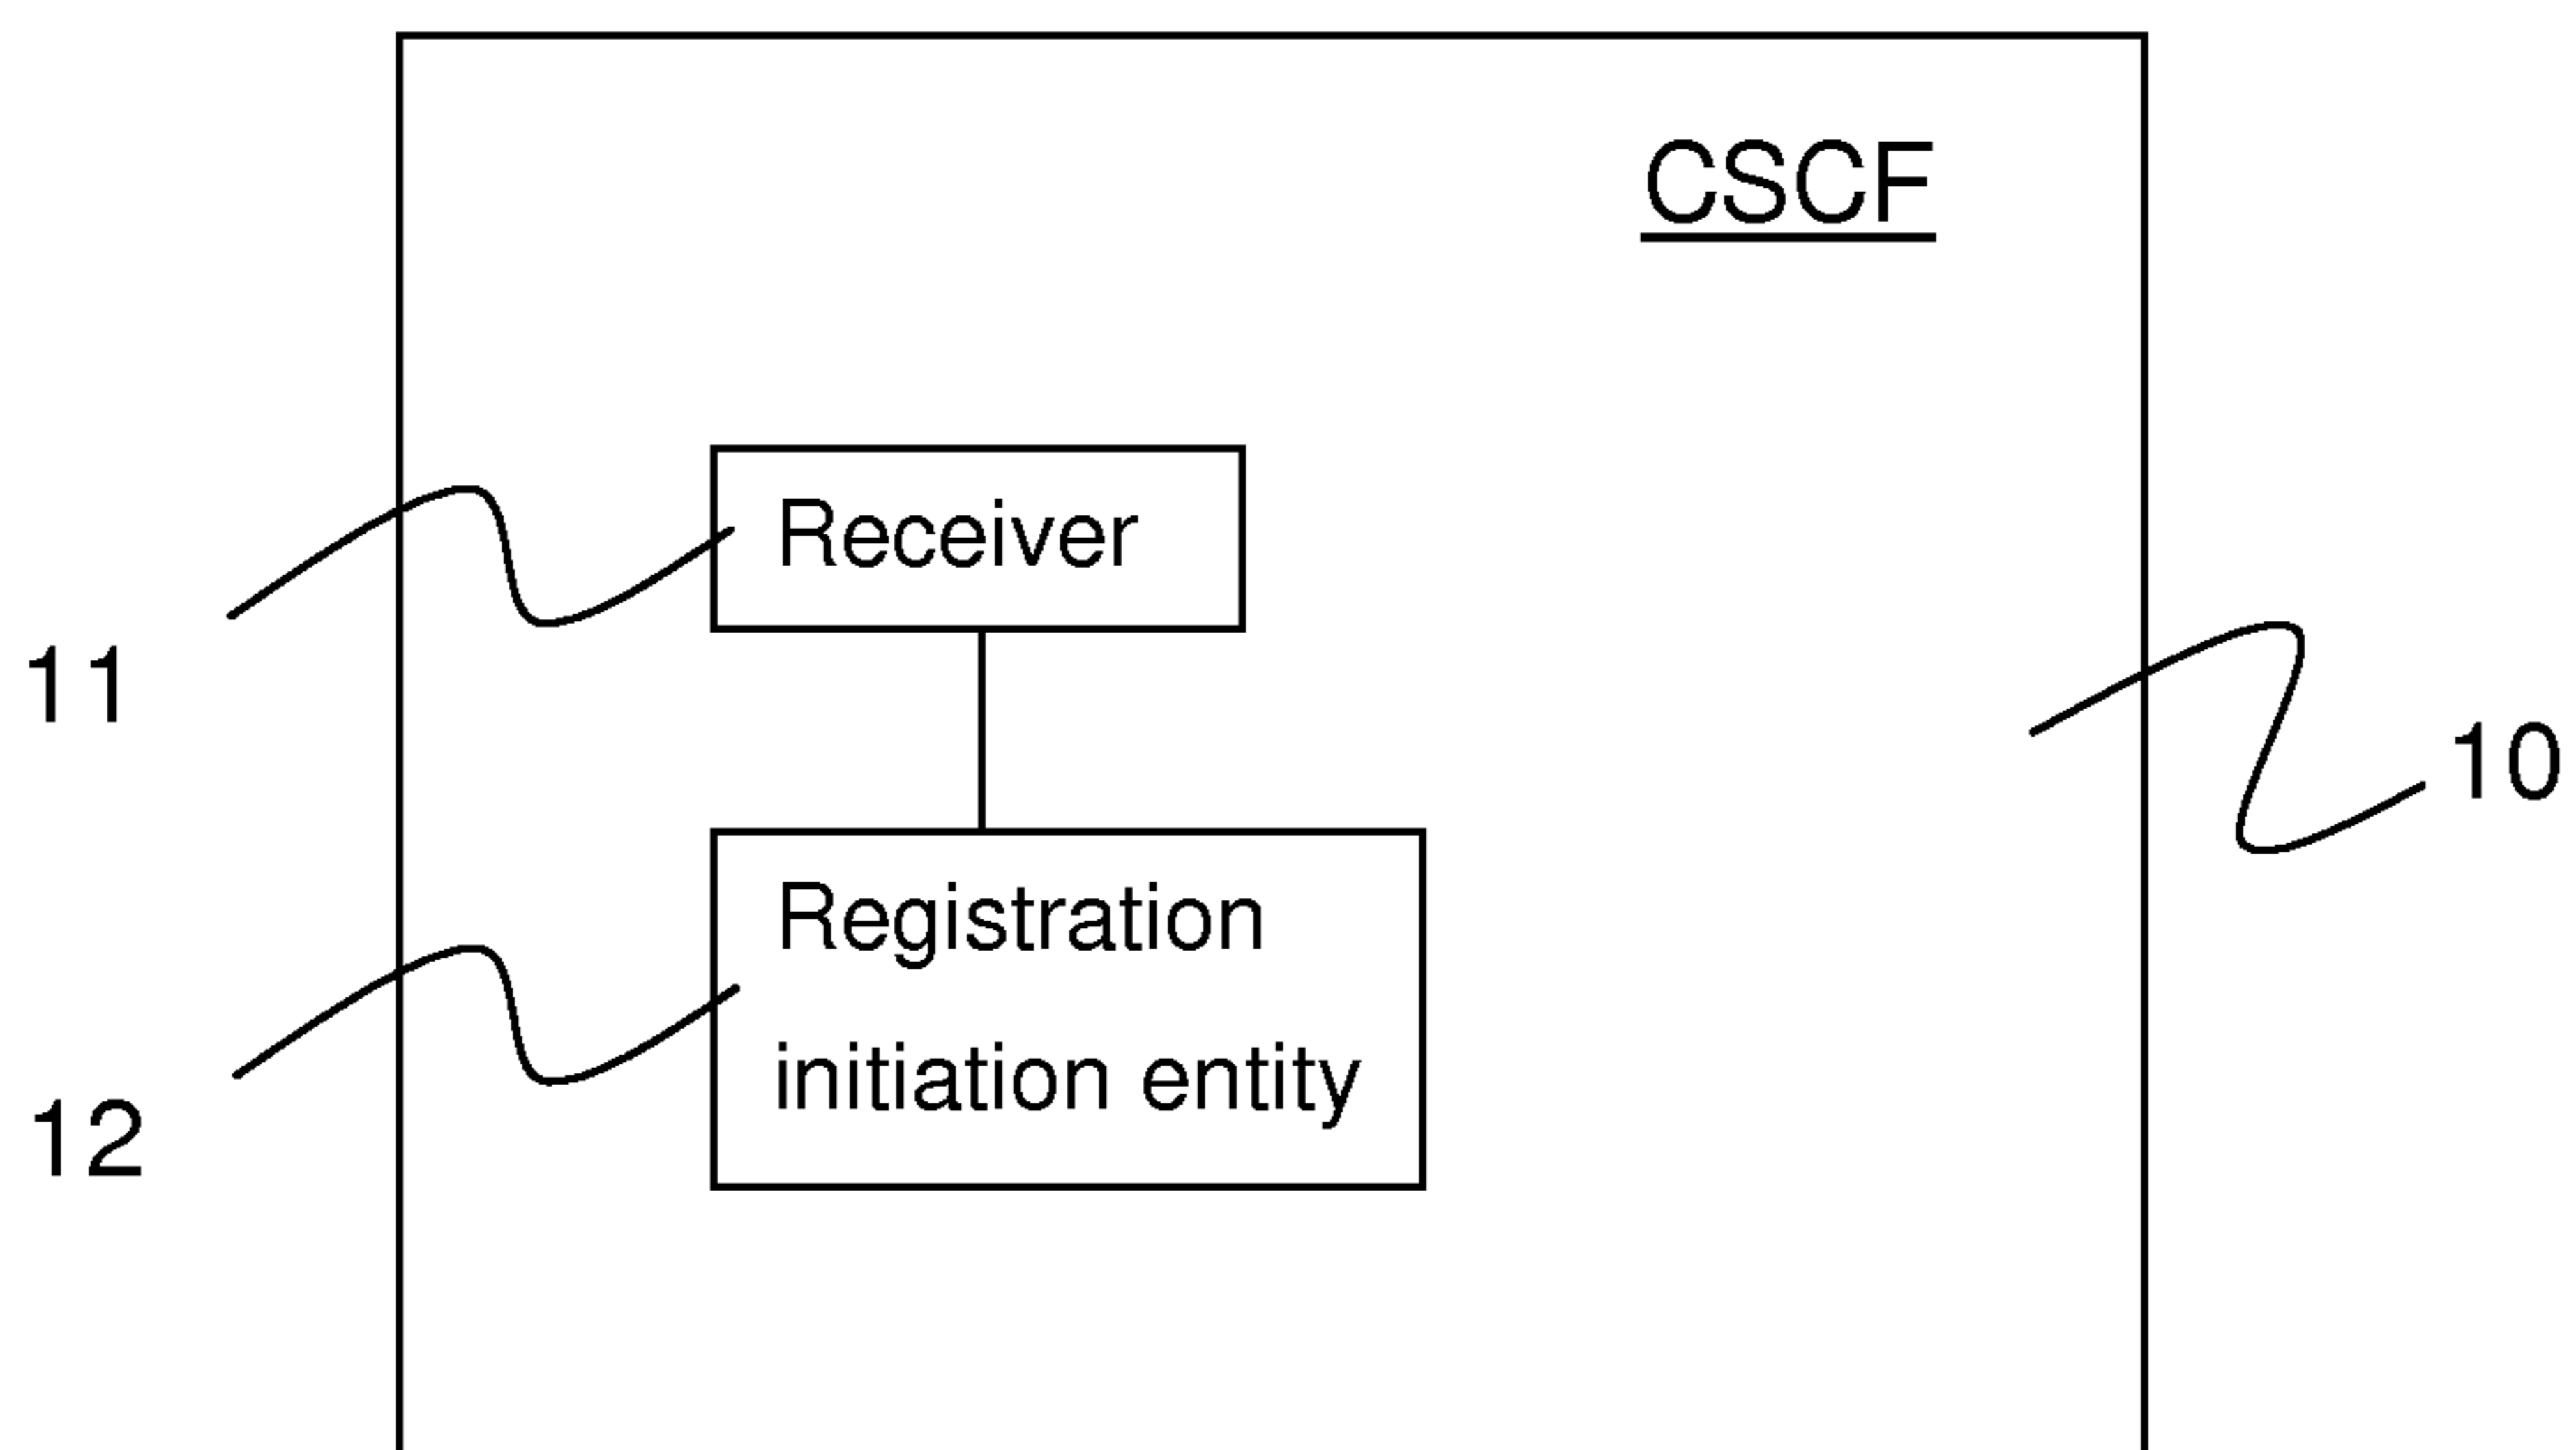 CSCF
Receiver
11
10
Registration
initiation entity
12